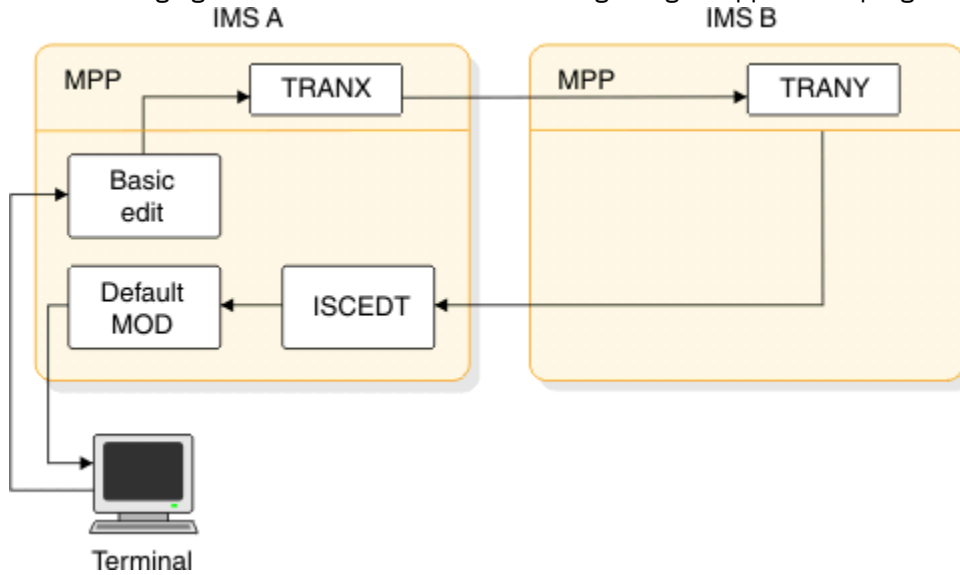 IMS A
IMS B
MPP
TRANX
MPP
TRANY
Basic
edit
Default
MOD
ISCEDT
Terminal